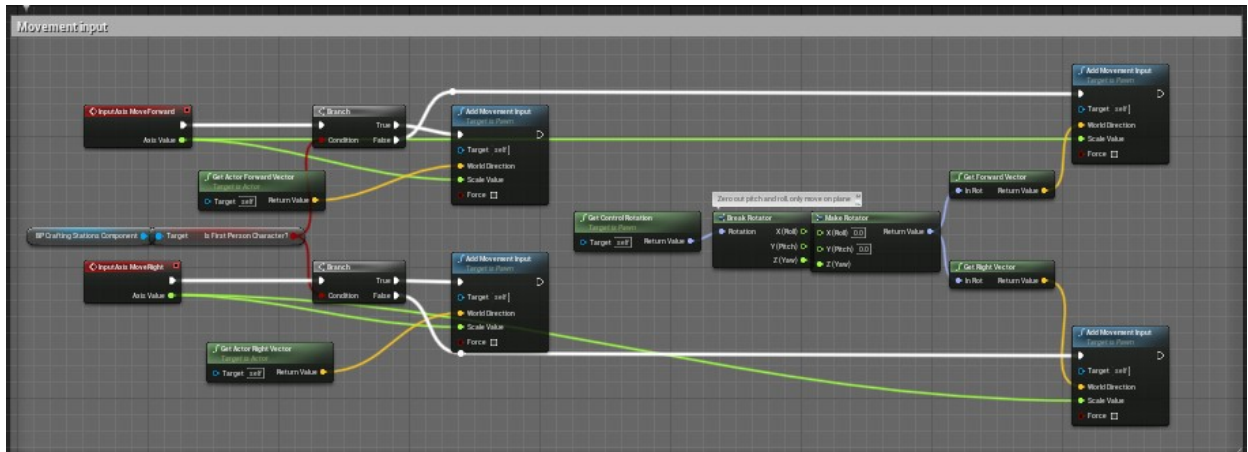 Movement input
InputAxis MoveForward
Axis Value
Branch
Condition
True
False
Add Movement Input
Target is Pawn
Target self
World Direction
Scale Value
Force
Get Actor Forward Vector
Target is Actor
Target self Return Value
BP Crafting Stations Component
Target Is First Person Character?
InputAxis MoveRight
Axis Value
Branch
Condition
True
False
Add Movement Input
Target is Pawn
Target self
World Direction
Scale Value
Force
Get Actor Right Vector
Target is Actor
Target self Return Value
Get Control Rotation
Target is Pawn
Target self Return Value
Zero out pitch and roll, only move on plane
Break Rotator
Rotation X (Roll)
Y (Pitch)
Z (Yaw)
Make Rotator
X (Roll) 0.0 Return Value
Y (Pitch) 0.0
Z (Yaw)
Get Forward Vector
In Rot Return Value
Get Right Vector
In Rot Return Value
Add Movement Input
Target is Pawn
Target self
World Direction
Scale Value
Force
Add Movement Input
Target is Pawn
Target self
World Direction
Scale Value
Force